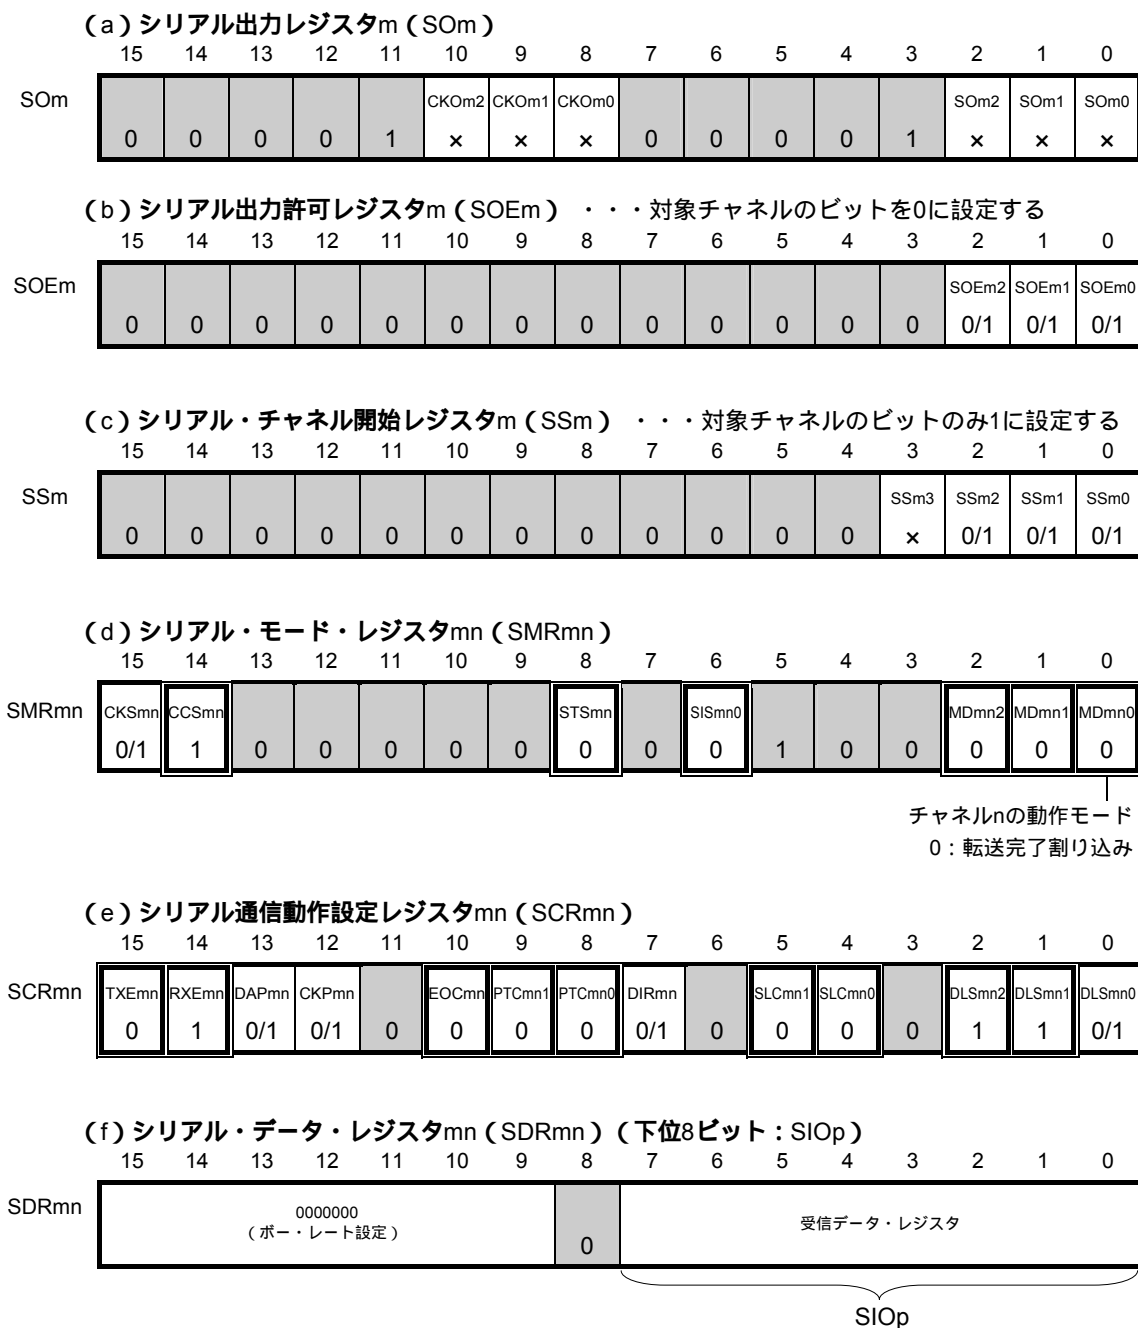 (a) シリアル出力レジスタm (SOm)
15 14 13 12 11 10 9 8 7 6 5 4 3 2 1 0
SOm CKOm2 CKOm1 CKOm0 SOm2 SOm1 SOm0
0 0 0 0 1 × × × 0 0 0 0 1 × × ×
(b) シリアル出力許可レジスタm (SOEm) ・・・対象チャネルのビットを0に設定する
15 14 13 12 11 10 9 8 7 6 5 4 3 2 1 0
SOEm SOEm2 SOEm1 SOEm0
0 0 0 0 0 0 0 0 0 0 0 0 0 0/1 0/1 0/1
(c) シリアル・チャネル開始レジスタm (SSm) ・・・対象チャネルのビットのみ1に設定する
15 14 13 12 11 10 9 8 7 6 5 4 3 2 1 0
SSm SSm3 SSm2 SSm1 SSm0
0 0 0 0 0 0 0 0 0 0 0 0 × 0/1 0/1 0/1
(d) シリアル・モード・レジスタmn (SMRmn)
15 14 13 12 11 10 9 8 7 6 5 4 3 2 1 0
SMRmn CKSmn CCSmn STSmn SISmn0 MDmn2 MDmn1 MDmn0
0/1 1 0 0 0 0 0 0 0 0 1 0 0 0 0 0
チャネルnの動作モード
0：転送完了割り込み
(e) シリアル通信動作設定レジスタmn (SCRmn)
15 14 13 12 11 10 9 8 7 6 5 4 3 2 1 0
SCRmn TXEmn RXEmn DAPmn CKPmn EOCmn PTCmn1 PTCmn0 DIRmn SLCmn1 SLCmn0 DLSmn2 DLSmn1 DLSmn0
0 1 0/1 0/1 0 0 0 0 0/1 0 0 0 0 1 1 0/1
(f) シリアル・データ・レジスタmn (SDRmn) (下位8ビット：SIOp)
15 14 13 12 11 10 9 8 7 6 5 4 3 2 1 0
SDRmn 0000000
(ボー・レート設定) 0 受信データ・レジスタ
SIOp